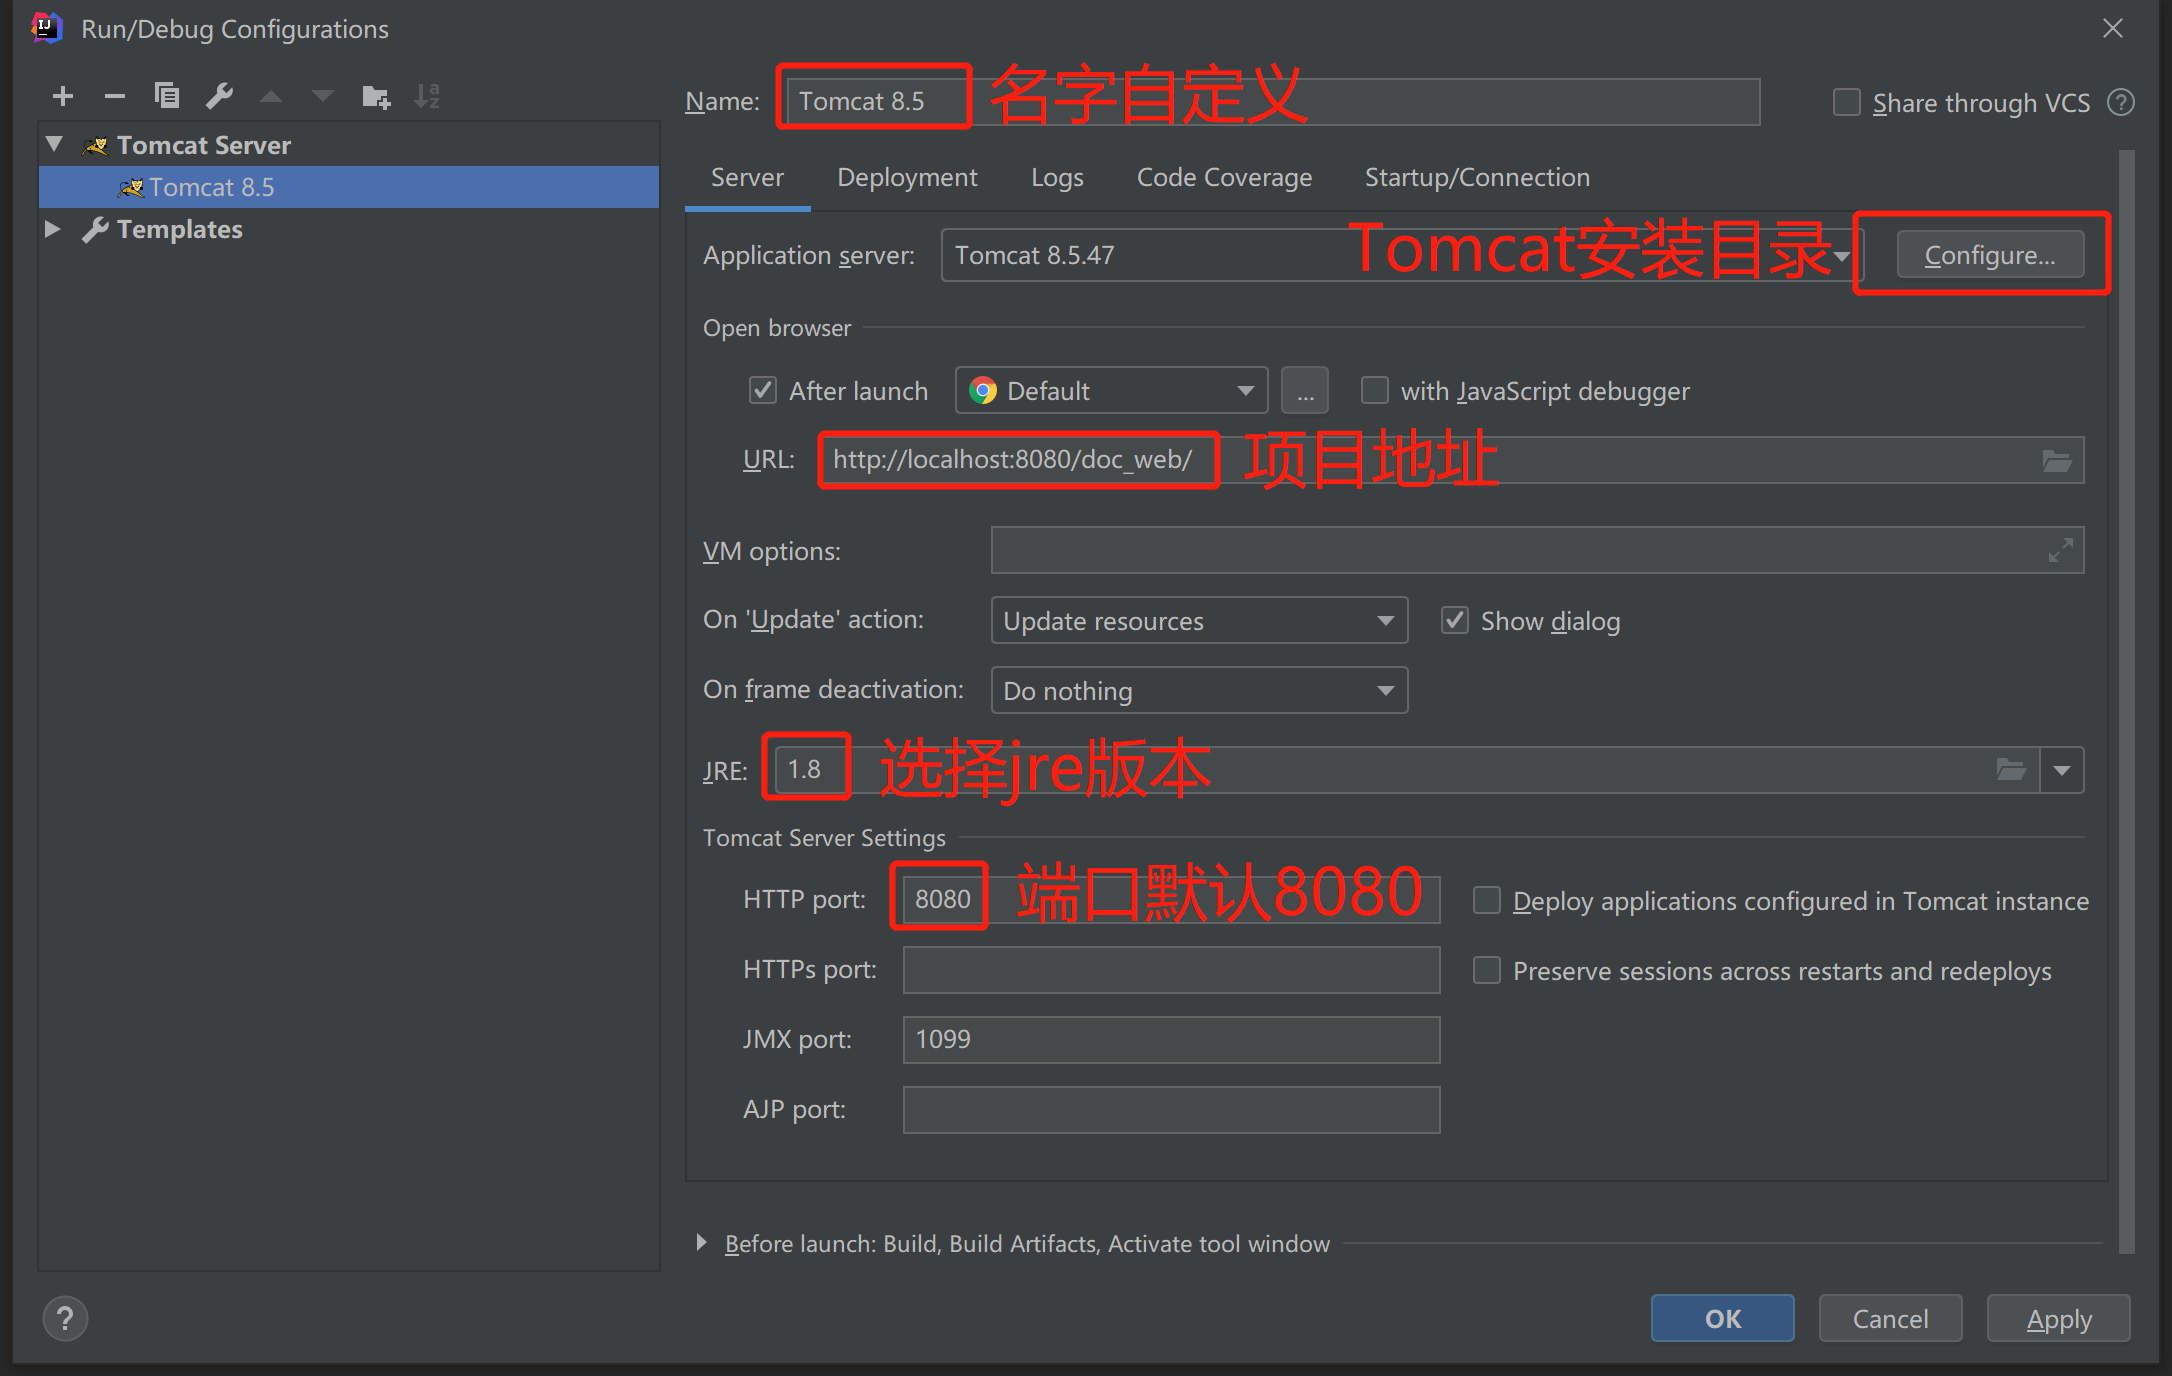 Run/Debug Configurations
Name: Tomcat 8.5 名字自定义 Share through VCS
Tomcat Server
Tomcat 8.5
Templates
Server Deployment Logs Code Coverage Startup/Connection
Application server: Tomcat 8.5.47 Tomcat安装目录 Configure...
Open browser
After launch Default ... with JavaScript debugger
URL: http://localhost:8080/doc_web/ 项目地址
VM options:
On 'Update' action: Update resources Show dialog
On frame deactivation: Do nothing
JRE: 1.8 选择jre版本
Tomcat Server Settings
HTTP port: 8080 端口默认8080 Deploy applications configured in Tomcat instance
HTTPs port: Preserve sessions across restarts and redeploys
JMX port: 1099
AJP port:
Before launch: Build, Build Artifacts, Activate tool window
? OK Cancel Apply